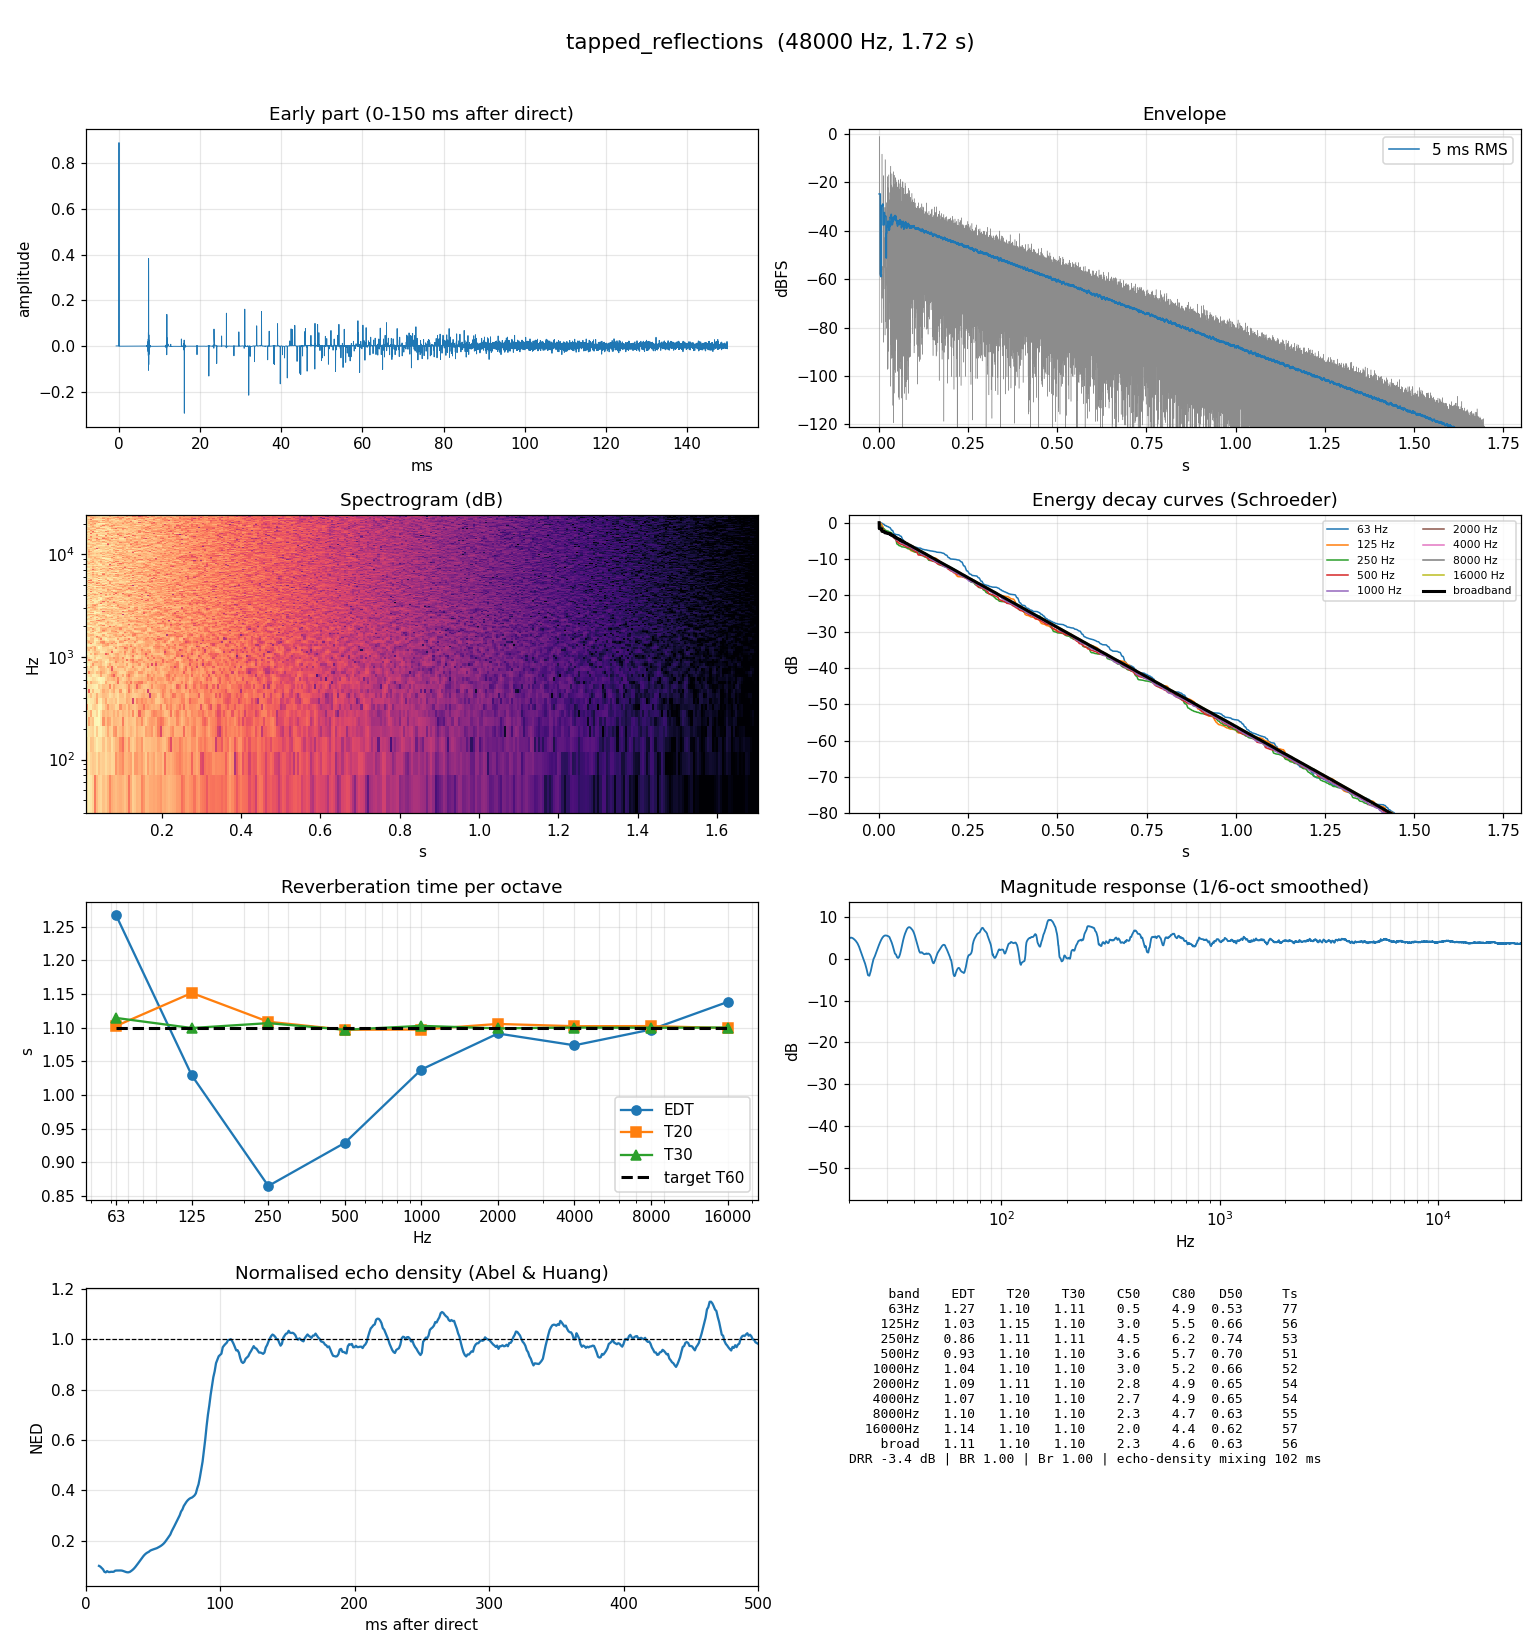 tapped_reflections  (48000 Hz, 1.72 s)
Early part (0-150 ms after direct)
0.8
0.6
0.4
0.2
0.0
−0.2
amplitude
0 20 40 60 80 100 120 140
ms
Envelope
5 ms RMS
0
−20
−40
−60
−80
−100
−120
dBFS
0.00 0.25 0.50 0.75 1.00 1.25 1.50 1.75
s
Spectrogram (dB)
10⁴
10³
10²
Hz
0.2 0.4 0.6 0.8 1.0 1.2 1.4 1.6
s
Energy decay curves (Schroeder)
63 Hz
125 Hz
250 Hz
500 Hz
1000 Hz
2000 Hz
4000 Hz
8000 Hz
16000 Hz
broadband
0
−10
−20
−30
−40
−50
−60
−70
−80
dB
0.00 0.25 0.50 0.75 1.00 1.25 1.50 1.75
s
Reverberation time per octave
1.25
1.20
1.15
1.10
1.05
1.00
0.95
0.90
0.85
s
EDT
T20
T30
target T60
63 125 250 500 1000 2000 4000 8000 16000
Hz
Magnitude response (1/6-oct smoothed)
10
0
−10
−20
−30
−40
−50
dB
10² 10³ 10⁴
Hz
Normalised echo density (Abel & Huang)
1.2
1.0
0.8
0.6
0.4
0.2
NED
0 100 200 300 400 500
ms after direct
band EDT T20 T30 C50 C80 D50 Ts
63Hz 1.27 1.10 1.11 0.5 4.9 0.53 77
125Hz 1.03 1.15 1.10 3.0 5.5 0.66 56
250Hz 0.86 1.11 1.11 4.5 6.2 0.74 53
500Hz 0.93 1.10 1.10 3.6 5.7 0.70 51
1000Hz 1.04 1.10 1.10 3.0 5.2 0.66 52
2000Hz 1.09 1.11 1.10 2.8 4.9 0.65 54
4000Hz 1.07 1.10 1.10 2.7 4.9 0.65 54
8000Hz 1.10 1.10 1.10 2.3 4.7 0.63 55
16000Hz 1.14 1.10 1.10 2.0 4.4 0.62 57
broad 1.11 1.10 1.10 2.3 4.6 0.63 56
DRR -3.4 dB | BR 1.00 | Br 1.00 | echo-density mixing 102 ms